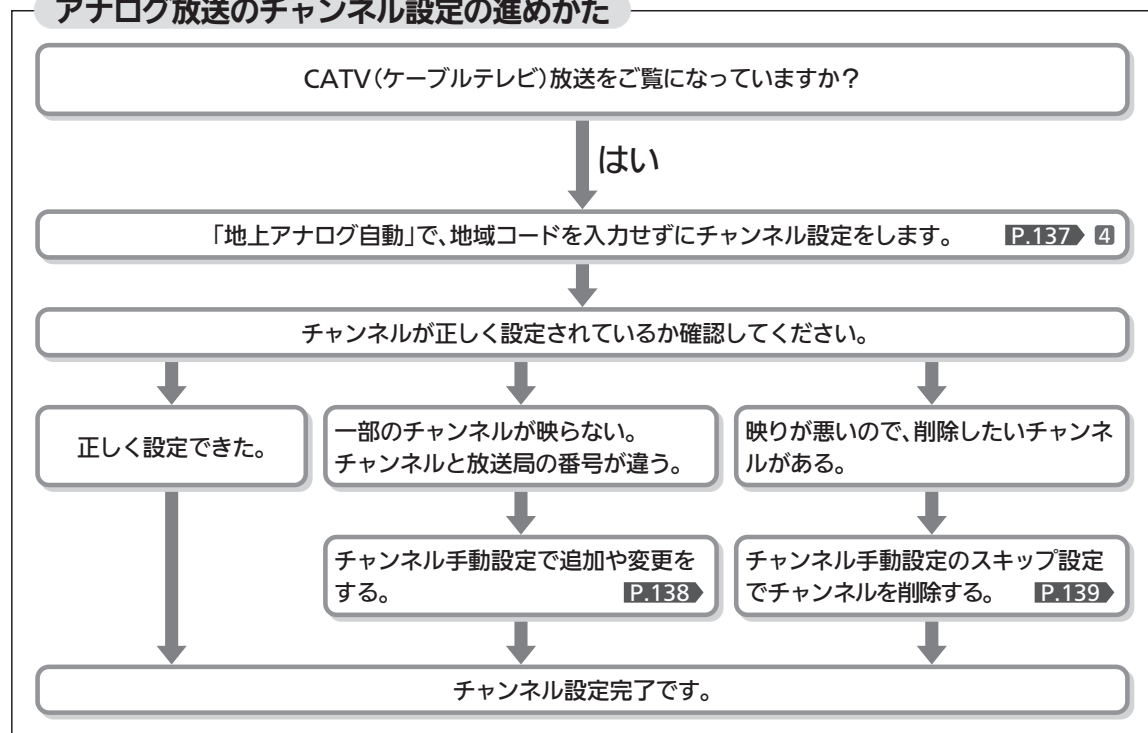 アナログ放送のチャンネル設定の進めかた
CATV(ケーブルテレビ)放送をご覧になっていますか?
はい
「地上アナログ自動」で、地域コードを入力せずにチャンネル設定をします。 P.137 4
チャンネルが正しく設定されているか確認してください。
正しく設定できた。
一部のチャンネルが映らない。
チャンネルと放送局の番号が違う。
映りが悪いので、削除したいチャンネ
ルがある。
チャンネル手動設定で追加や変更を
する。 P.138
チャンネル手動設定のスキップ設定
でチャンネルを削除する。 P.139
チャンネル設定完了です。